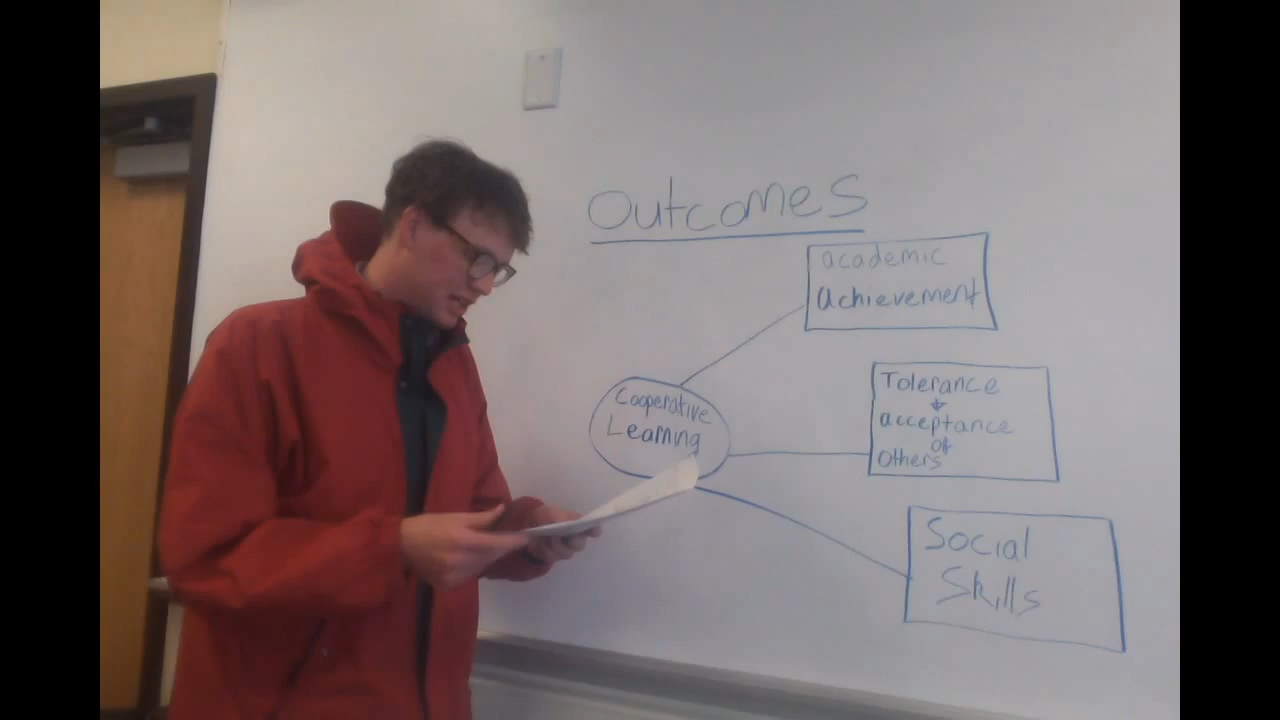 Outcomes
academic
achievement
Cooperative
Learning
Tolerance
+
acceptance
of
others
Social
Skills